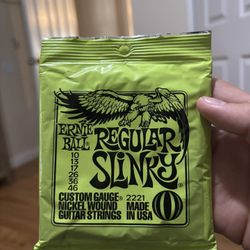 ERNIE
BALL
REGULAR
SLINKY
10
13
17
26
36
46
CUSTOM GAUGE® 2221
NICKEL WOUND MADE
GUITAR STRINGS IN USA